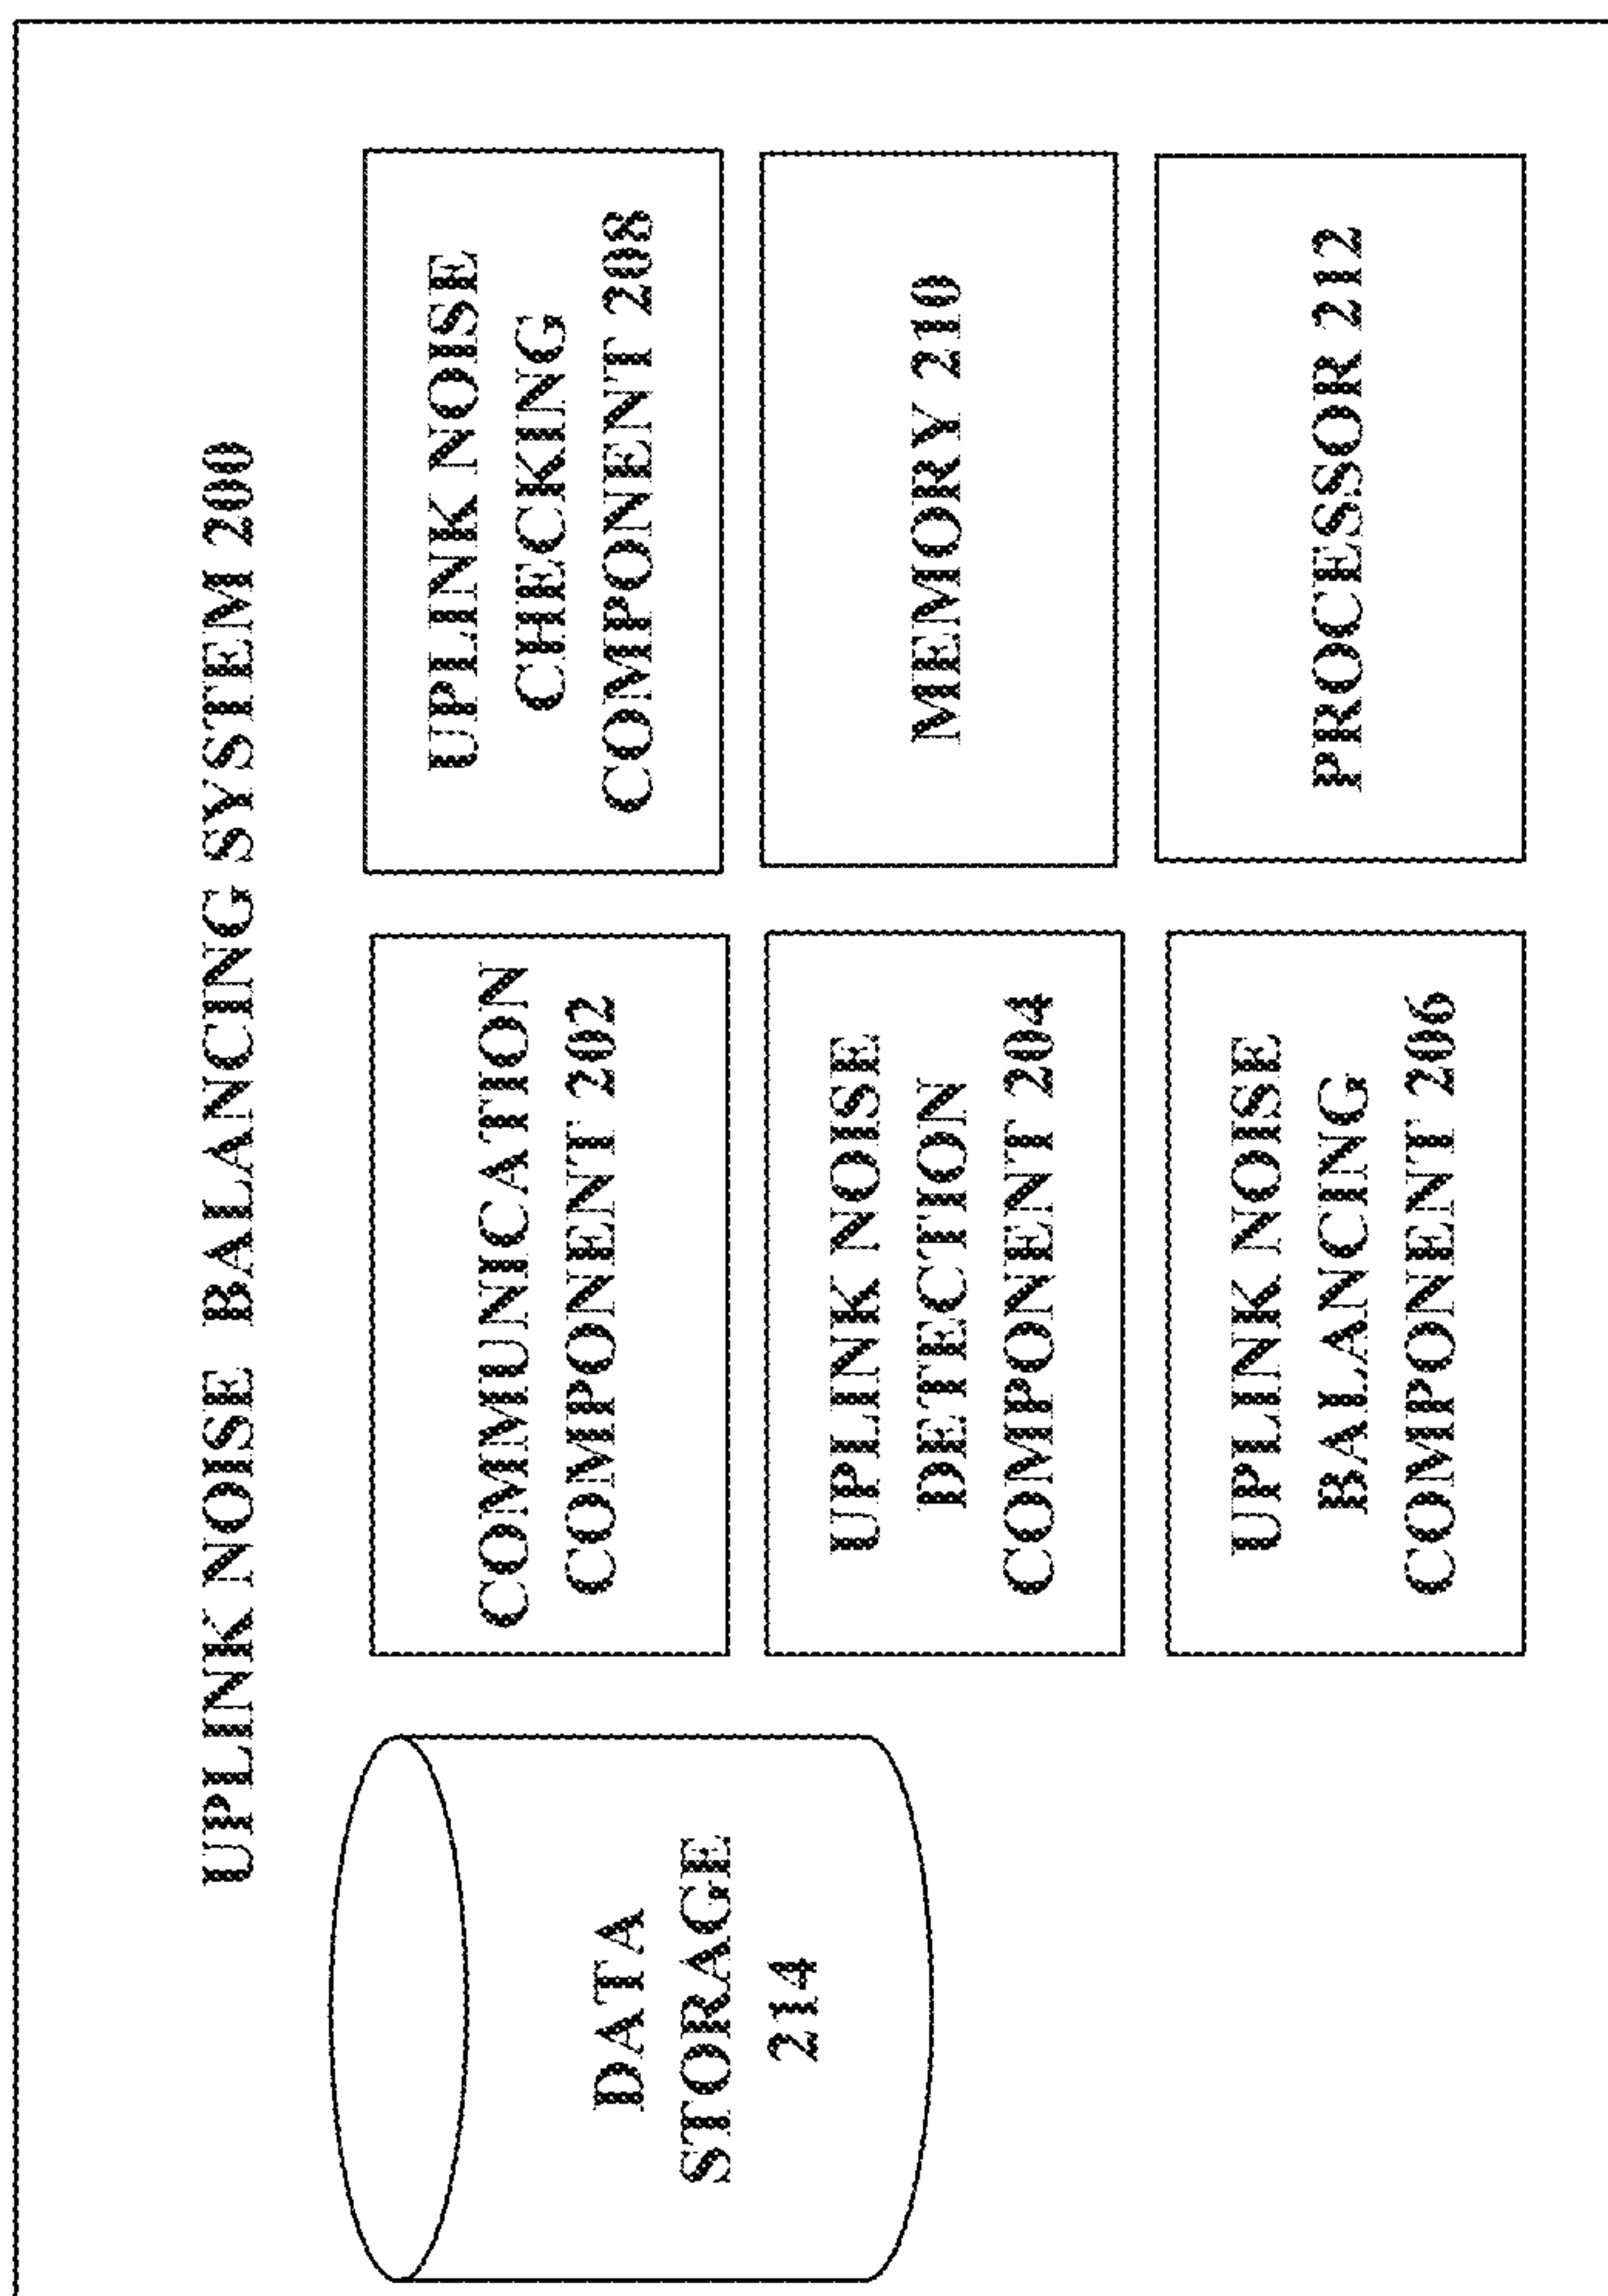 UPLINK NOISE BALANCING SYSTEM 200
DATA
STORAGE
214
COMMUNICATION
COMPONENT 202
UPLINK NOISE
DETECTION
COMPONENT 204
UPLINK NOISE
BALANCING
COMPONENT 206
UPLINK NOISE
CHECKING
COMPONENT 208
MEMORY 210
PROCESSOR 212